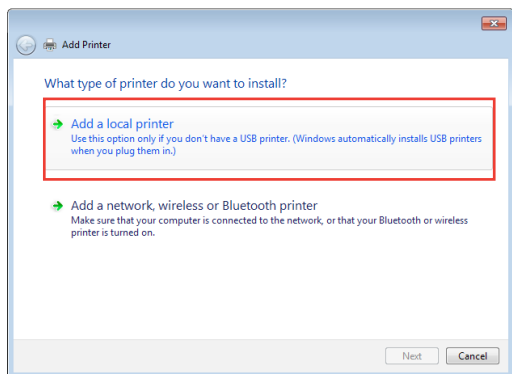 Add Printer
What type of printer do you want to install?
Add a local printer
Use this option only if you don't have a USB printer. (Windows automatically installs USB printers
when you plug them in.)
Add a network, wireless or Bluetooth printer
Make sure that your computer is connected to the network, or that your Bluetooth or wireless
printer is turned on.
Next Cancel